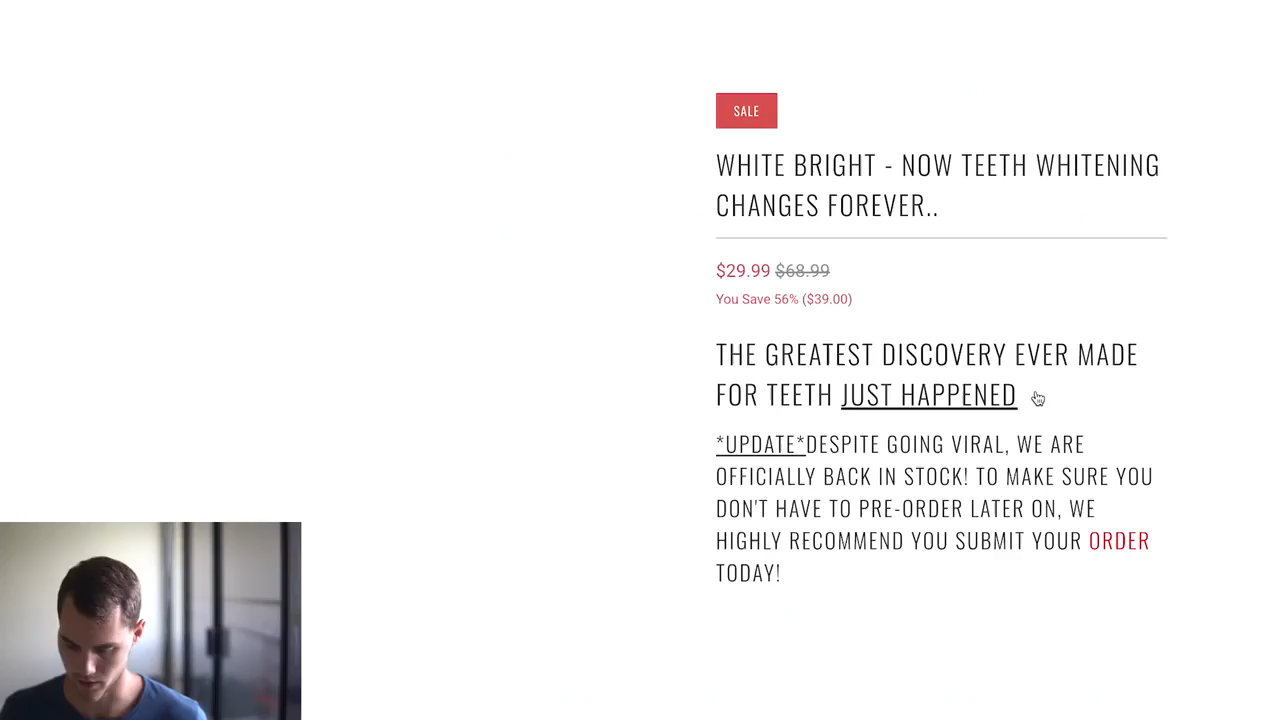 SALE
WHITE BRIGHT - NOW TEETH WHITENING
CHANGES FOREVER..
$29.99 $68.99
You Save 56% ($39.00)
THE GREATEST DISCOVERY EVER MADE
FOR TEETH JUST HAPPENED
*UPDATE*DESPITE GOING VIRAL, WE ARE
OFFICIALLY BACK IN STOCK! TO MAKE SURE YOU
DON'T HAVE TO PRE-ORDER LATER ON, WE
HIGHLY RECOMMEND YOU SUBMIT YOUR ORDER
TODAY!